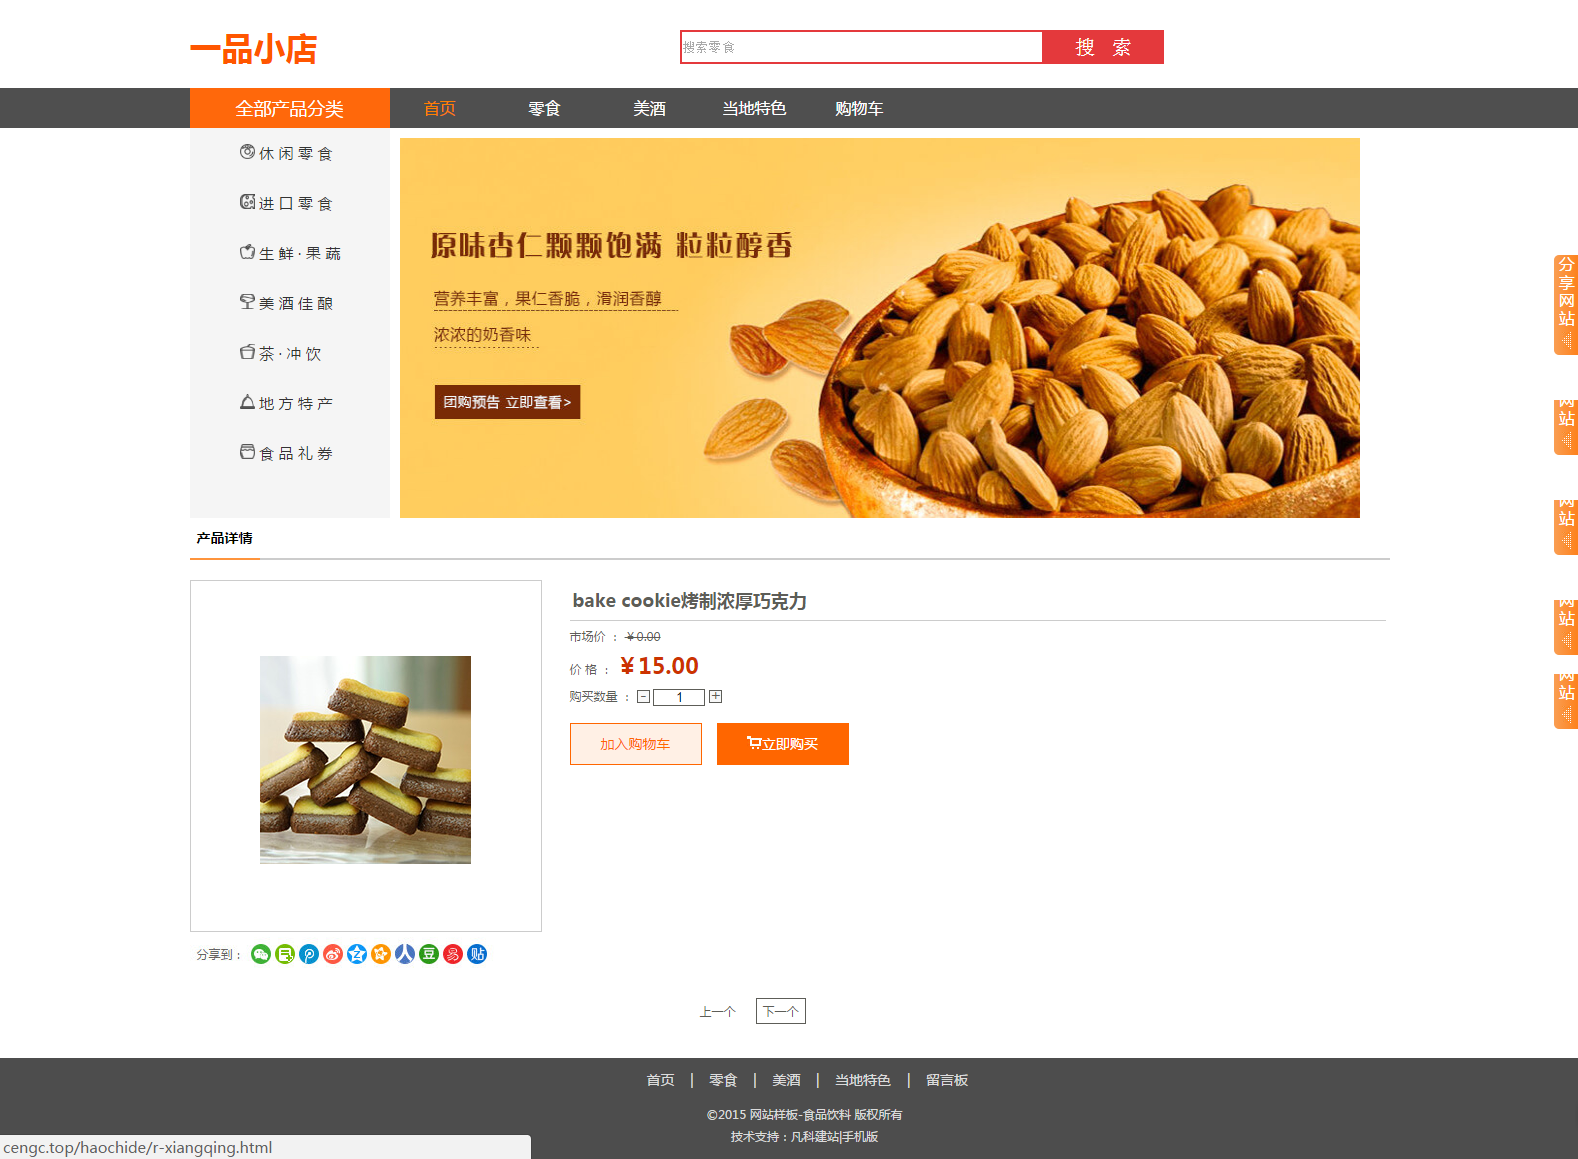 一品小店
搜索零食
搜 索
全部产品分类 首页 零食 美酒 当地特色 购物车
休闲零食
进口零食
生鲜·果蔬
美酒佳酿
茶·冲饮
地方特产
食品礼券
原味杏仁颗颗饱满 粒粒醇香
营养丰富，果仁香脆，滑润香醇
浓浓的奶香味
团购预告 立即查看>
分享网站
网站
网站
网站
网站
产品详情
bake cookie烤制浓厚巧克力
市场价 ： ￥0.00
价 格 ： ￥15.00
购买数量 ： - 1 +
加入购物车 立即购买
分享到：
豆
贴
上一个 下一个
首页 | 零食 | 美酒 | 当地特色 | 留言板
©2015 网站样板-食品饮料 版权所有
技术支持：凡科建站|手机版
cengc.top/haochide/r-xiangqing.html